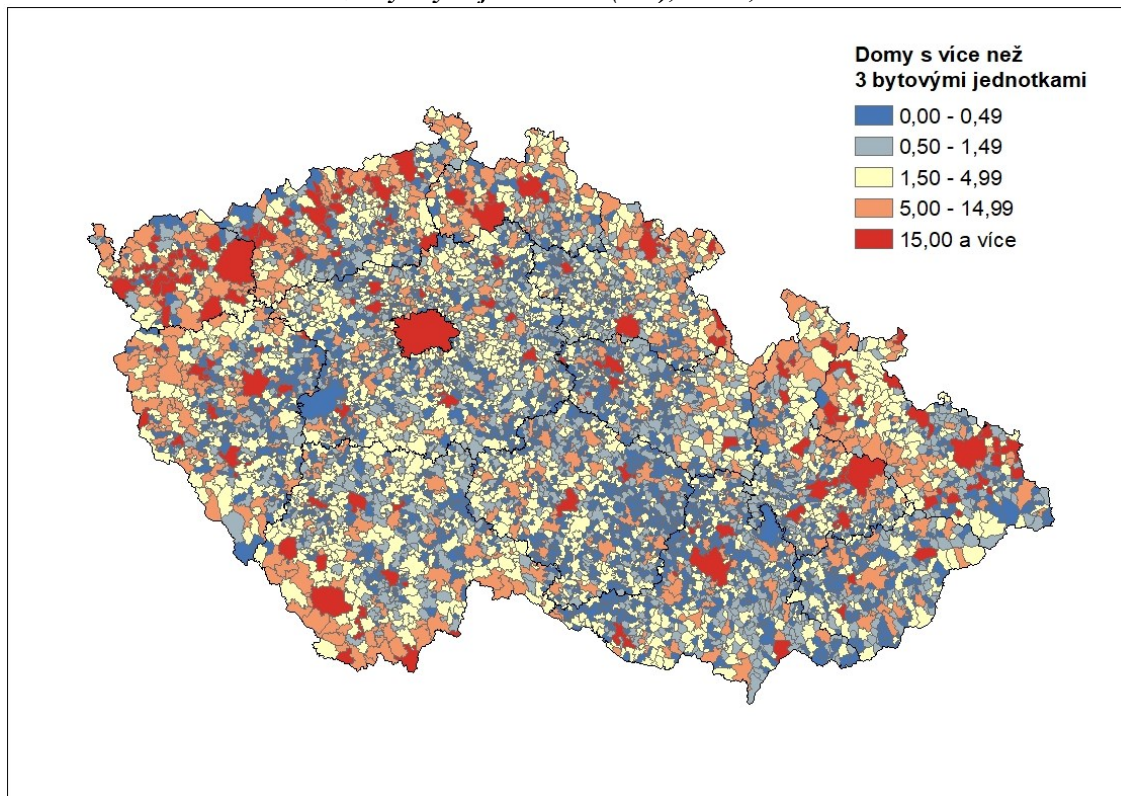 Domy s více než
3 bytovými jednotkami
0,00 - 0,49
0,50 - 1,49
1,50 - 4,99
5,00 - 14,99
15,00 a více